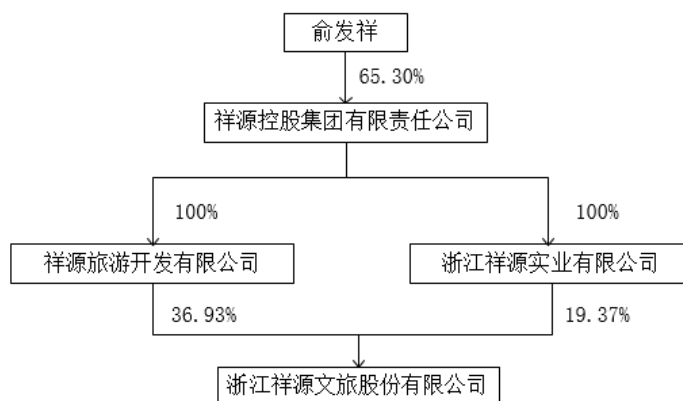 俞发祥
65.30%
祥源控股集团有限责任公司
100%
100%
祥源旅游开发有限公司
浙江祥源实业有限公司
36.93%
19.37%
浙江祥源文旅股份有限公司